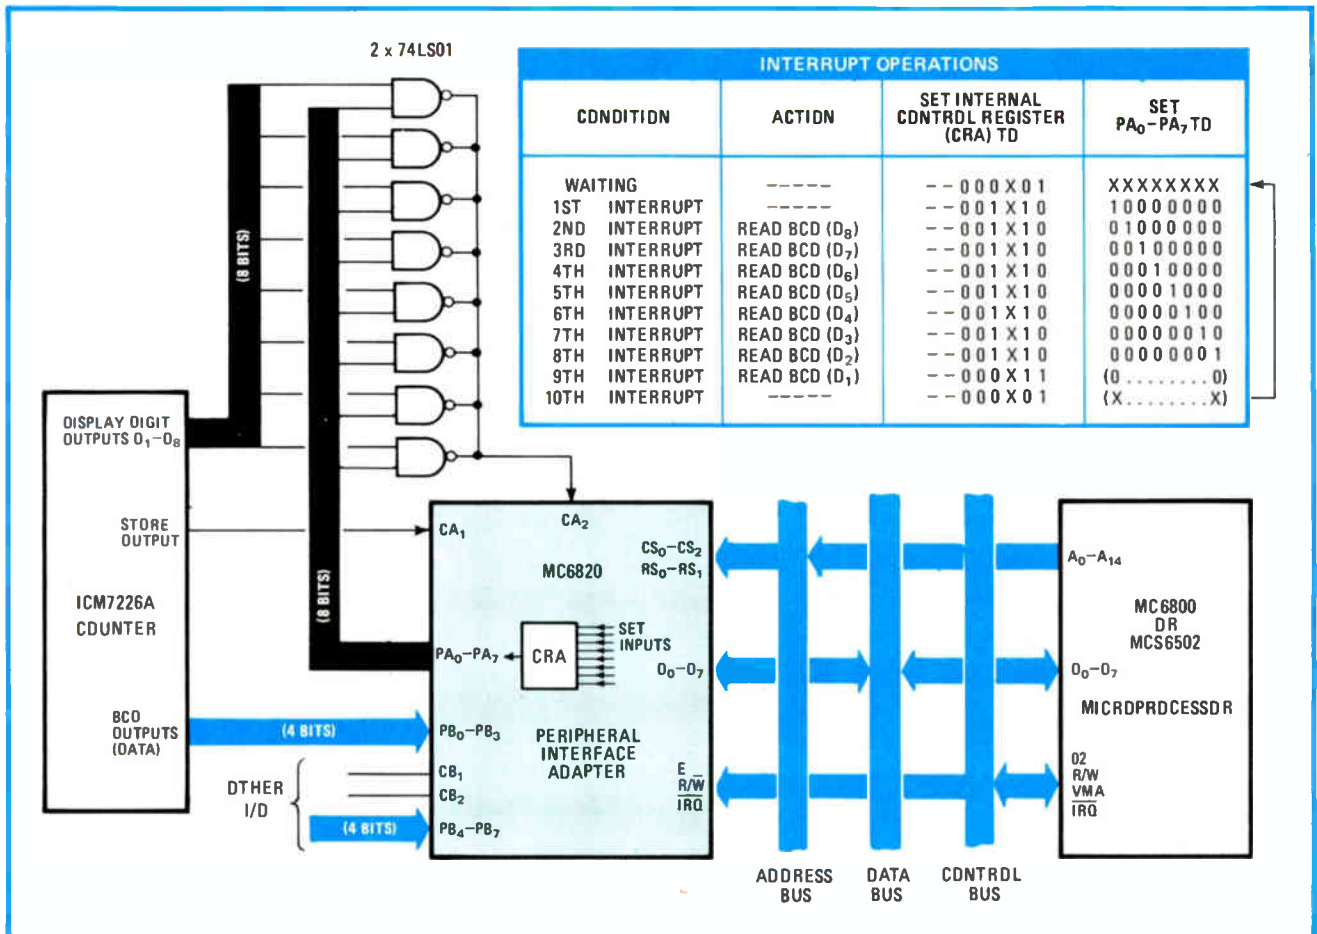 2 x 74LS01
INTERRUPT OPERATIONS
CONDITION ACTION SET INTERNAL CONTROL REGISTER (CRA) TO SET PA0-PA7 TO
WAITING ----- --000X01 XXXXXXXX
1ST INTERRUPT ----- --001X10 10000000
2ND INTERRUPT READ BCD (D8) --001X10 01000000
3RD INTERRUPT READ BCD (D7) --001X10 00100000
4TH INTERRUPT READ BCD (D6) --001X10 00010000
5TH INTERRUPT READ BCD (D5) --001X10 00001000
6TH INTERRUPT READ BCD (D4) --001X10 00000100
7TH INTERRUPT READ BCD (D3) --001X10 00000010
8TH INTERRUPT READ BCD (D2) --001X10 00000001
9TH INTERRUPT READ BCD (D1) --000X11 (0........0)
10TH INTERRUPT ----- --000X01 (X........X)
(8 BITS)
(8 BITS)
DISPLAY DIGIT
OUTPUTS D1-D8
STORE
OUTPUT
ICM7226A
COUNTER
BCD
OUTPUTS
(DATA)
(4 BITS)
OTHER
I/O
(4 BITS)
CA1
CA2
MC6820
CS0-CS2
RS0-RS1
PA0-PA7
CRA
SET
INPUTS
D0-D7
PB0-PB3
PERIPHERAL
INTERFACE
ADAPTER
CB1
CB2
PB4-PB7
E
R/W̅
I̅R̅Q̅
A0-A14
MC6800
OR
MCS6502
D0-D7
MICROPROCESSOR
02
R/W
VMA
I̅R̅Q̅
ADDRESS
BUS
DATA
BUS
CONTROL
BUS